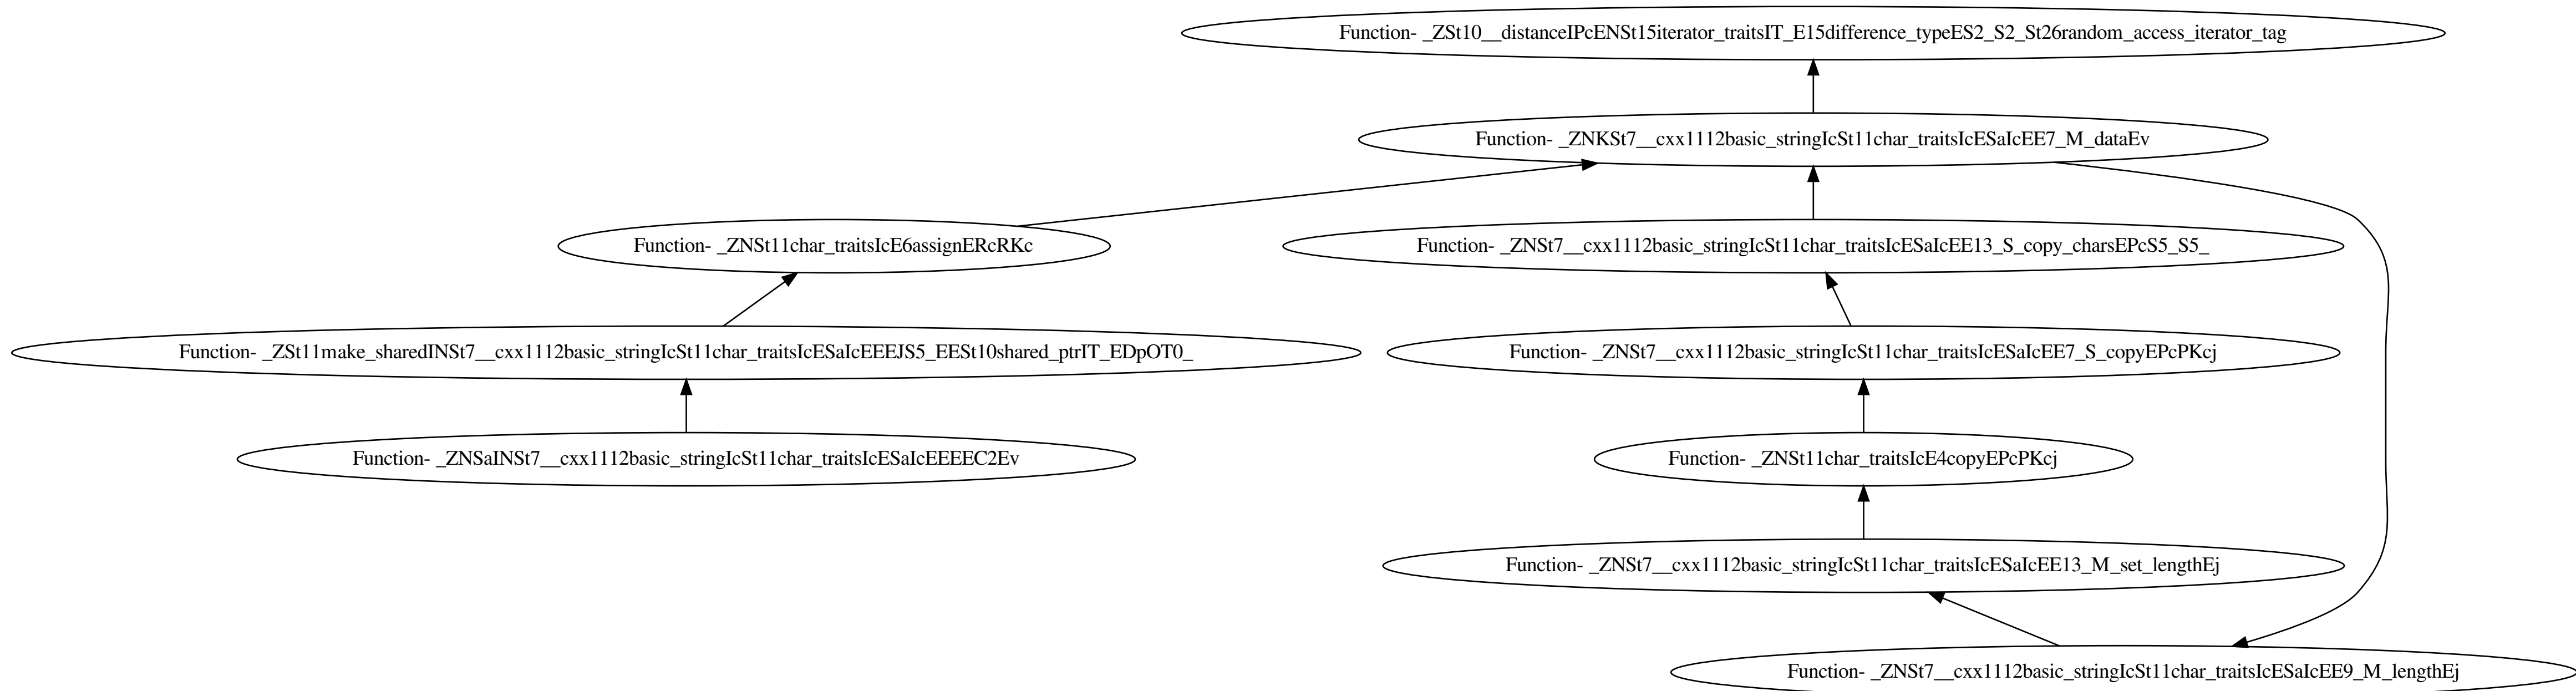 Function- _ZSt10__distanceIPcENSt15iterator_traitsIT_E15difference_typeES2_S2_St26random_access_iterator_tag
Function- _ZNKSt7__cxx1112basic_stringIcSt11char_traitsIcESaIcEE7_M_dataEv
Function- _ZNSt11char_traitsIcE6assignERcRKc
Function- _ZNSt7__cxx1112basic_stringIcSt11char_traitsIcESaIcEE13_S_copy_charsEPcS5_S5_
Function- _ZSt11make_sharedINSt7__cxx1112basic_stringIcSt11char_traitsIcESaIcEEEJS5_EESt10shared_ptrIT_EDpOT0_
Function- _ZNSt7__cxx1112basic_stringIcSt11char_traitsIcESaIcEE7_S_copyEPcPKcj
Function- _ZNSaINSt7__cxx1112basic_stringIcSt11char_traitsIcESaIcEEEEC2Ev
Function- _ZNSt11char_traitsIcE4copyEPcPKcj
Function- _ZNSt7__cxx1112basic_stringIcSt11char_traitsIcESaIcEE13_M_set_lengthEj
Function- _ZNSt7__cxx1112basic_stringIcSt11char_traitsIcESaIcEE9_M_lengthEj